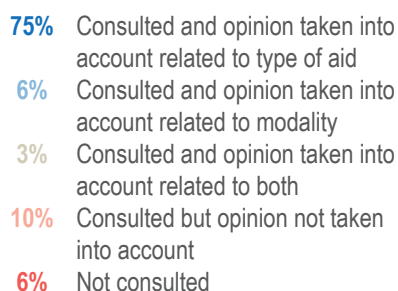 75% Consulted and opinion taken into
account related to type of aid
6% Consulted and opinion taken into
account related to modality
3% Consulted and opinion taken into
account related to both
10% Consulted but opinion not taken
into account
6% Not consulted